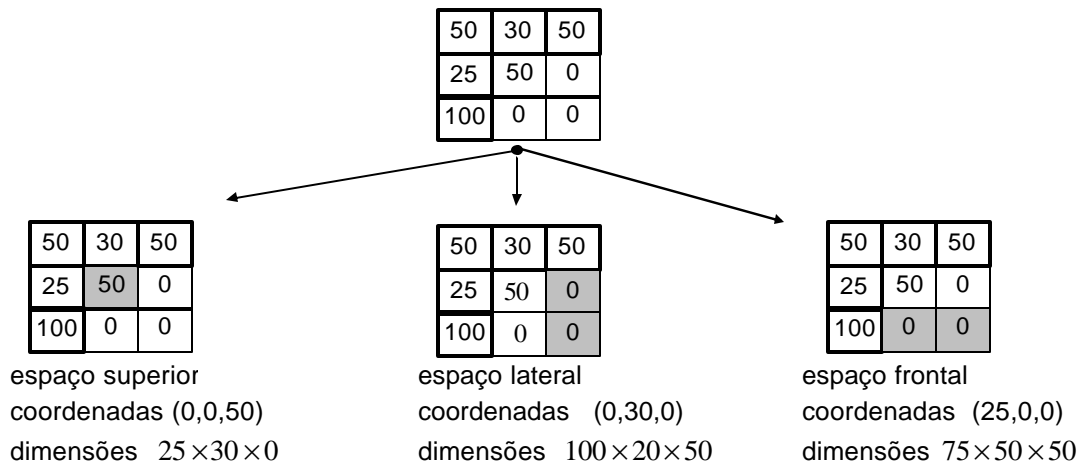 50 30 50
25 50 0
100 0 0
50 30 50
25 50 0
100 0 0
espaço superior
coordenadas (0,0,50)
dimensões 25×30×0
50 30 50
25 50 0
100 0 0
espaço lateral
coordenadas (0,30,0)
dimensões 100×20×50
50 30 50
25 50 0
100 0 0
espaço frontal
coordenadas (25,0,0)
dimensões 75×50×50